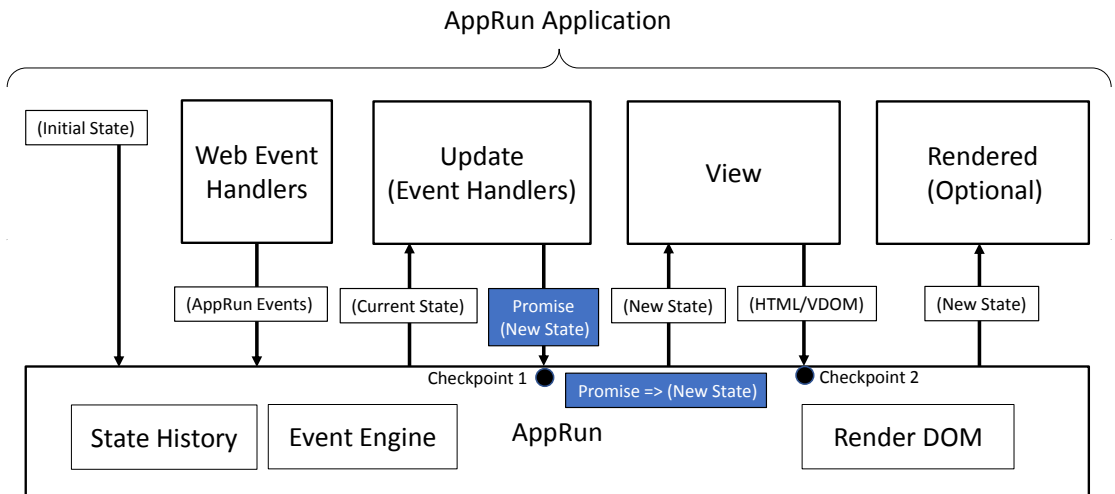 AppRun Application
(Initial State)
Web Event
Handlers
Update
(Event Handlers)
View
Rendered
(Optional)
(AppRun Events)
(Current State)
Promise
(New State)
(New State)
(HTML/VDOM)
(New State)
Checkpoint 1
Promise => (New State)
Checkpoint 2
State History
Event Engine
AppRun
Render DOM